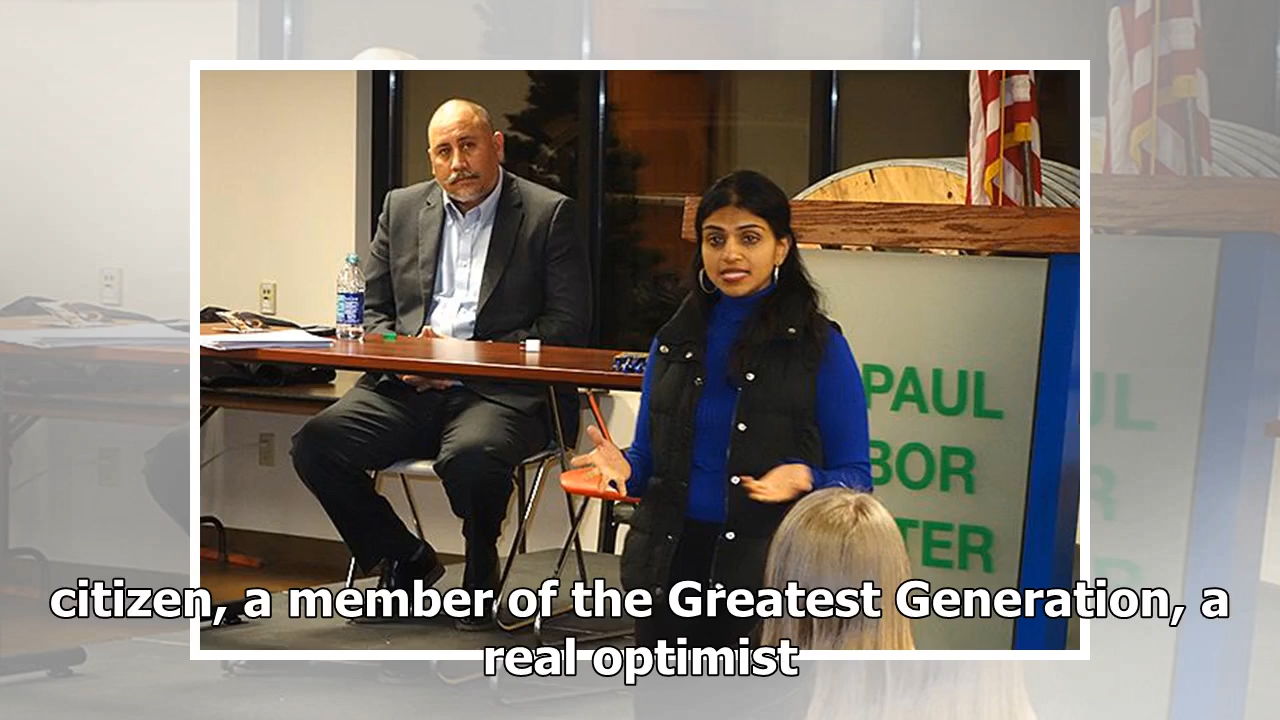 PAUL
BOR
TER
citizen, a member of the Greatest Generation, a
real optimist